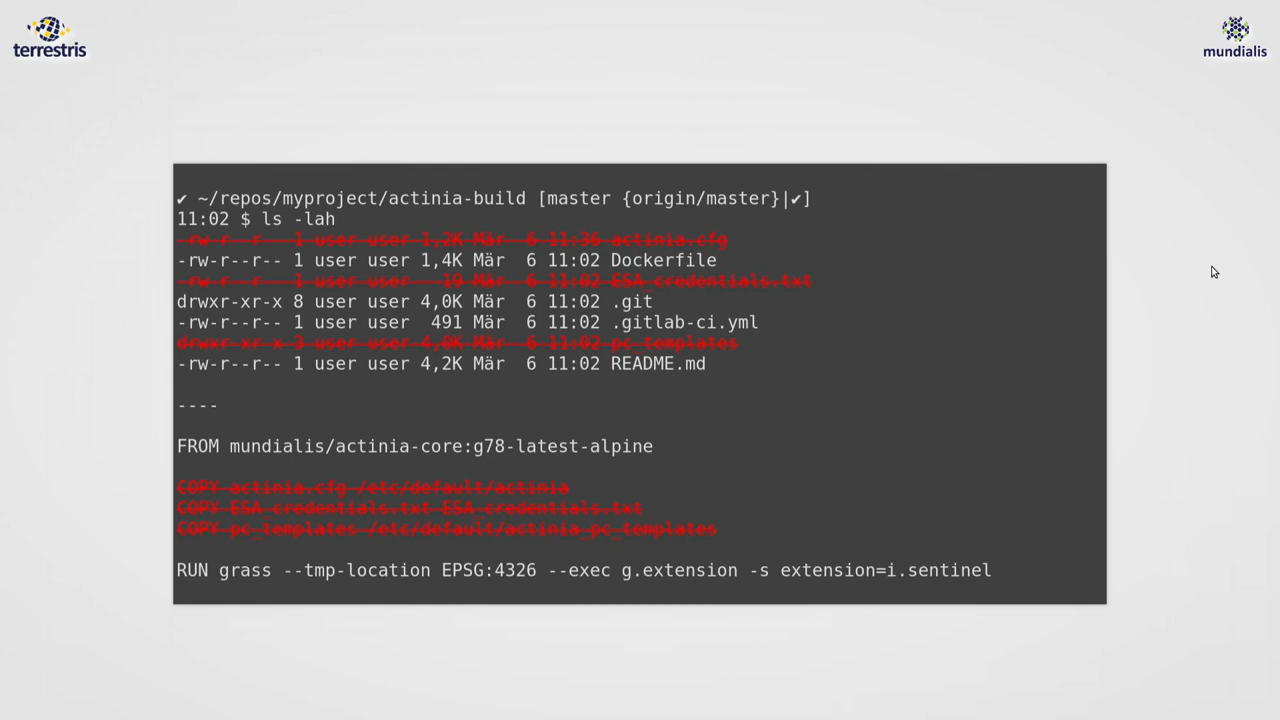 terrestris
mundialis
✔ ~/repos/myproject/actinia-build [master {origin/master}|✔]
11:02 $ ls -lah
-rw-r--r-- 1 user user 1,2K Mär  6 11:36 actinia.cfg
-rw-r--r-- 1 user user 1,4K Mär  6 11:02 Dockerfile
-rw-r--r-- 1 user user   19 Mär  6 11:02 ESA_credentials.txt
drwxr-xr-x 8 user user 4,0K Mär  6 11:02 .git
-rw-r--r-- 1 user user  491 Mär  6 11:02 .gitlab-ci.yml
drwxr-xr-x 3 user user 4,0K Mär  6 11:02 pc_templates
-rw-r--r-- 1 user user 4,2K Mär  6 11:02 README.md
----
FROM mundialis/actinia-core:g78-latest-alpine
COPY actinia.cfg /etc/default/actinia
COPY ESA_credentials.txt ESA_credentials.txt
COPY pc_templates /etc/default/actinia_pc_templates
RUN grass --tmp-location EPSG:4326 --exec g.extension -s extension=i.sentinel